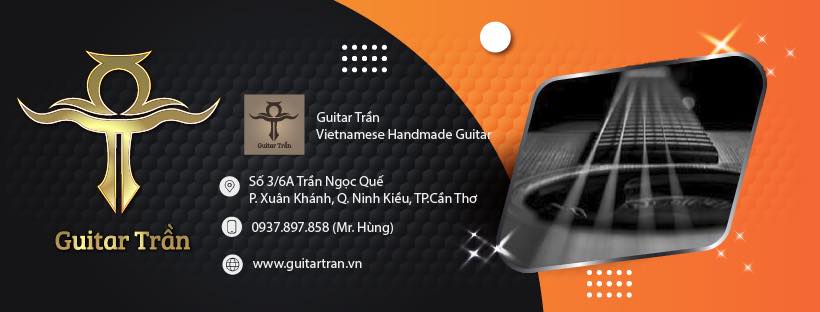 Guitar Trần
Guitar Trần
Guitar Trần
Vietnamese Handmade Guitar
Số 3/6A Trần Ngọc Quế
P. Xuân Khánh, Q. Ninh Kiều, TP.Cần Thơ
0937.897.858 (Mr. Hùng)
www.guitartran.vn